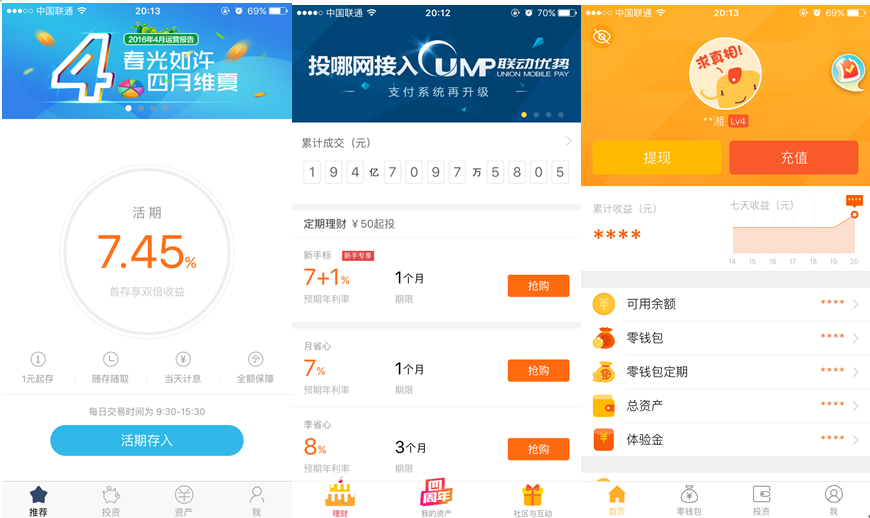 中国联通
20:13
69%
2016年4月运营报告
4
春光如许
四月维夏
活期
7.45%
首存享双倍收益
1元起存
随存随取
当天计息
全额保障
每日交易时间为 9:30-15:30
活期存入
推荐
投资
资产
我
中国联通
20:12
70%
投哪网接入 UMP 联动优势
UNION MOBILE PAY
支付系统再升级
累计成交（元）
194亿7097万5805
定期理财 ￥50起投
新手标 新手专享
7+1%
1个月
抢购
预期年利率
期限
月省心
7%
1个月
抢购
预期年利率
期限
季省心
8%
3个月
抢购
预期年利率
期限
四周年
理财
我的资产
社区与互动
中国联通
20:13
69%
求真相!
**湘 Lv4
提现
充值
累计收益（元）
****
七天收益（元）
14 15 16 17 18 19 20
可用余额 ****
零钱包 ****
零钱包定期 ****
总资产 ****
体验金 ****
首页
零钱包
投资
我